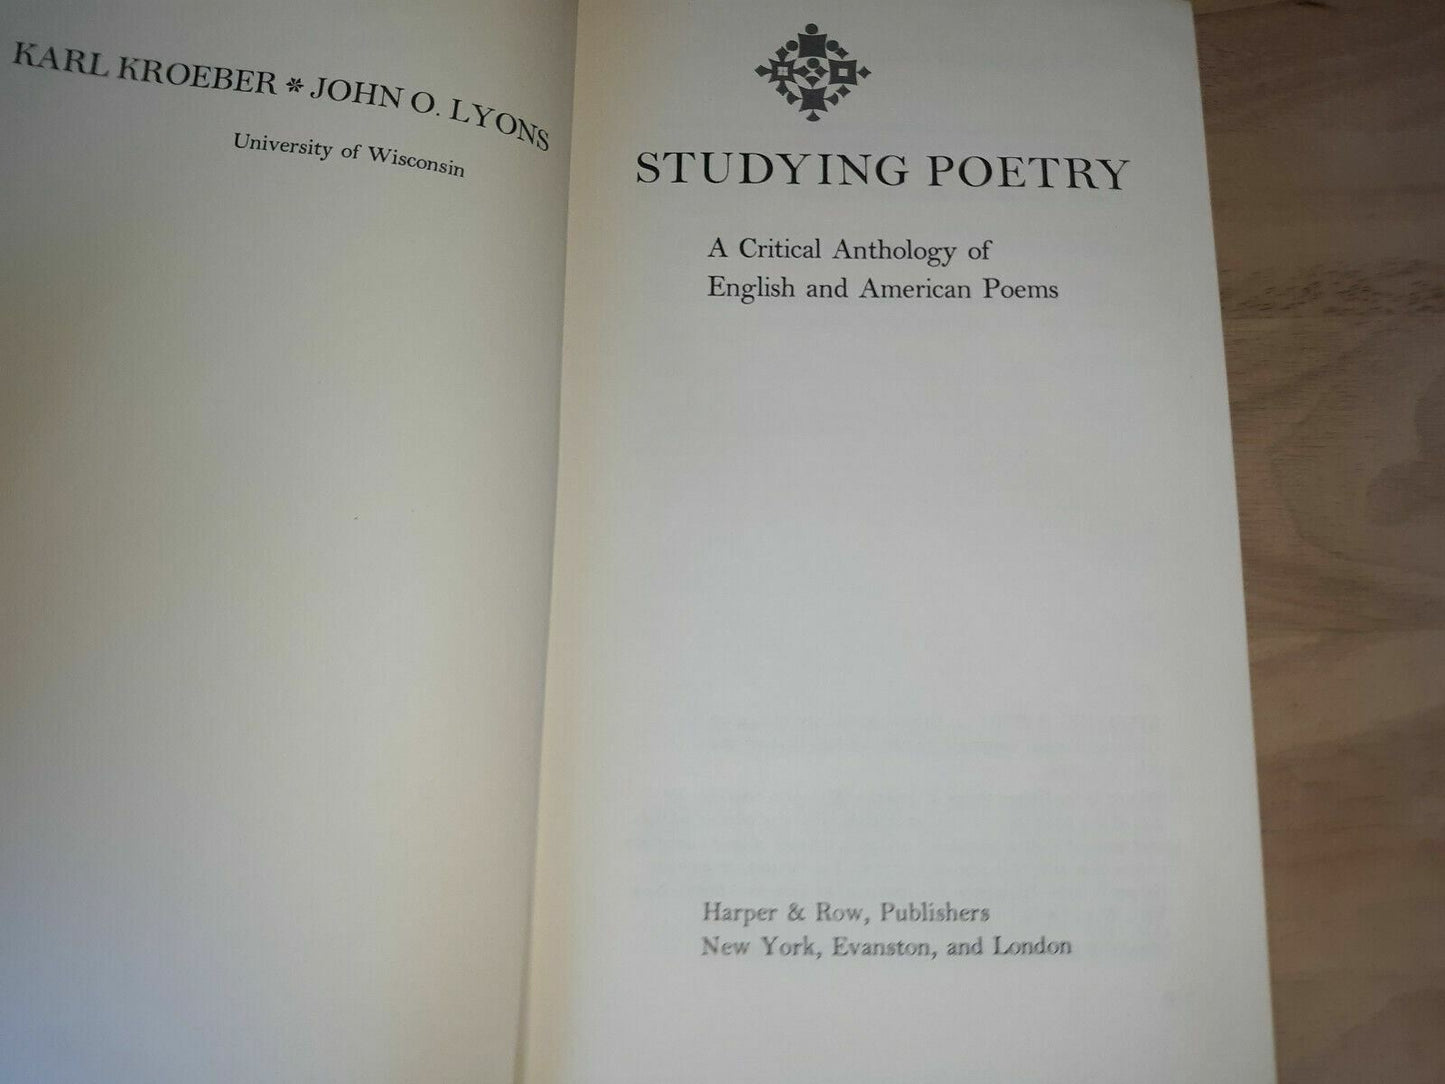 KARL KROEBER * JOHN O. LYONS
University of Wisconsin
STUDYING POETRY
A Critical Anthology of
English and American Poems
Harper & Row, Publishers
New York, Evanston, and London